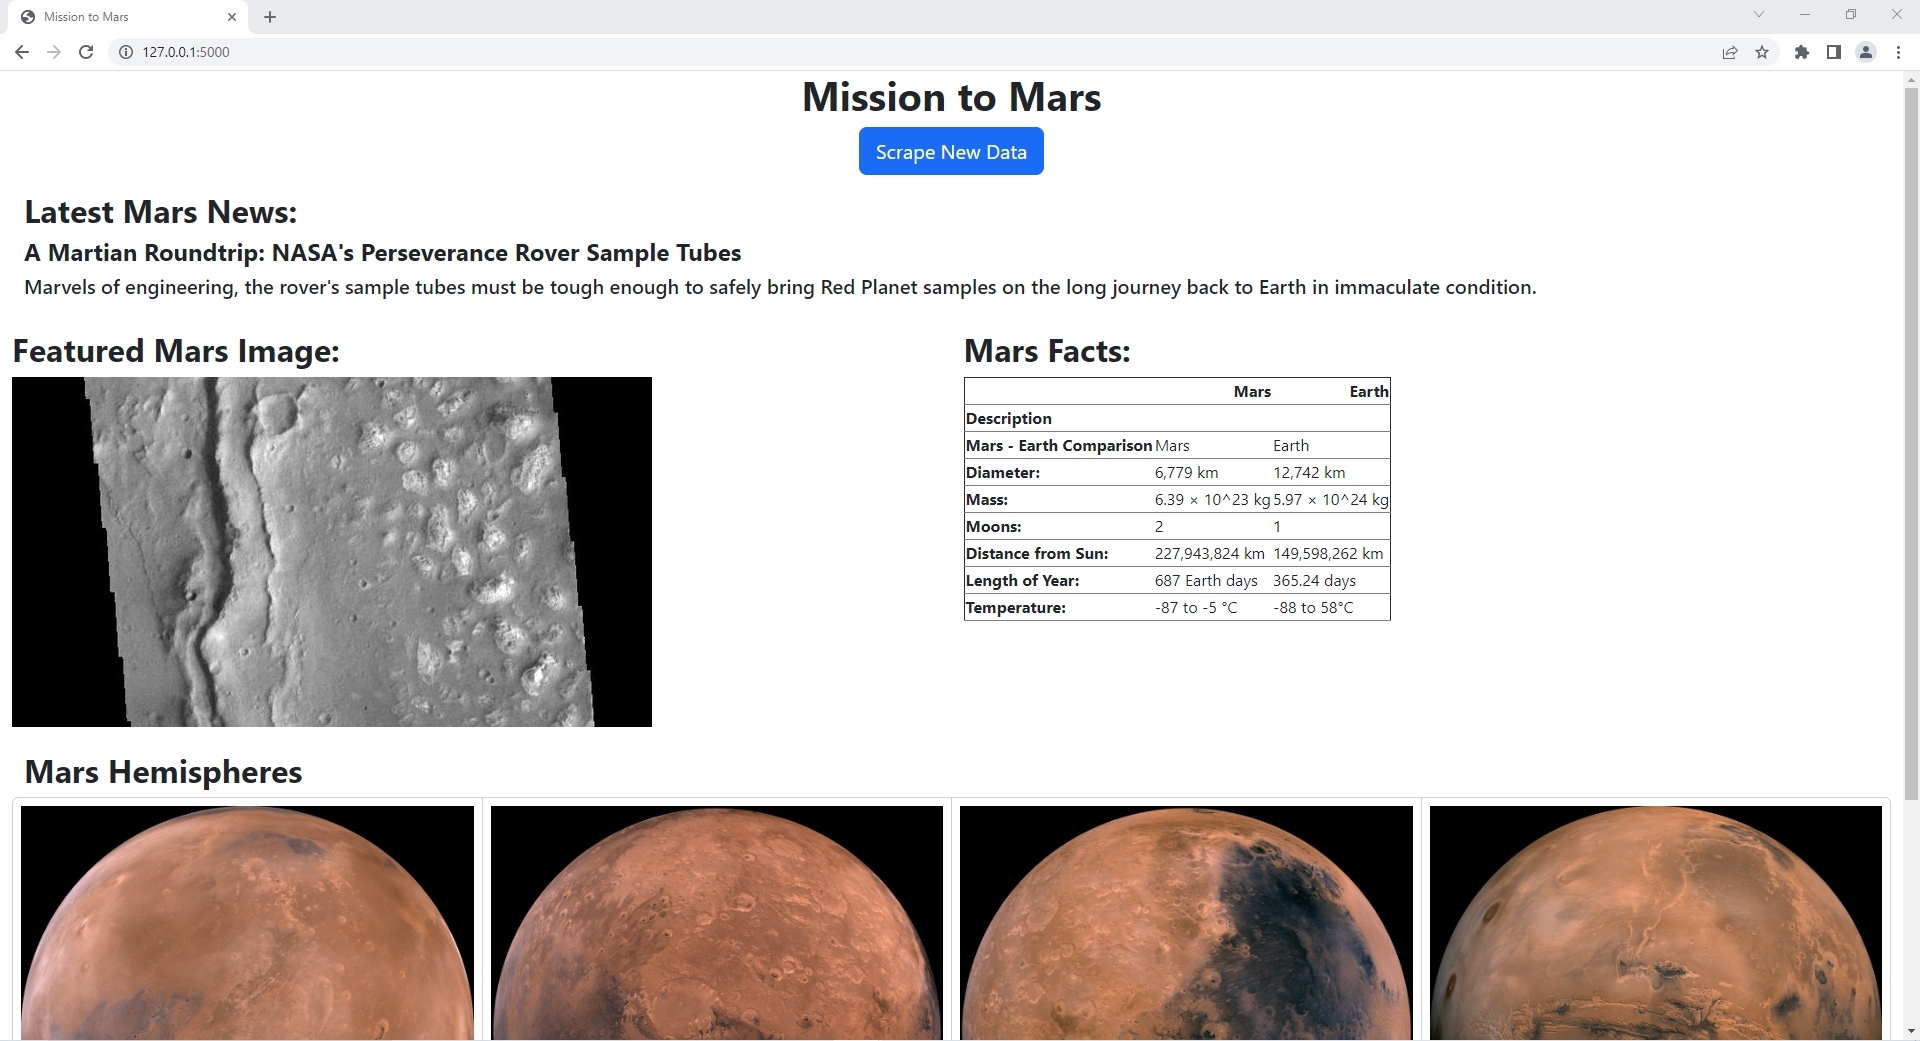 Mission to Mars
127.0.0.1:5000
Mission to Mars
Scrape New Data
Latest Mars News:
A Martian Roundtrip: NASA's Perseverance Rover Sample Tubes
Marvels of engineering, the rover's sample tubes must be tough enough to safely bring Red Planet samples on the long journey back to Earth in immaculate condition.
Featured Mars Image:
Mars Facts:
Mars Earth
Description
Mars - Earth Comparison Mars Earth
Diameter: 6,779 km 12,742 km
Mass: 6.39 × 10^23 kg 5.97 × 10^24 kg
Moons: 2 1
Distance from Sun: 227,943,824 km 149,598,262 km
Length of Year: 687 Earth days 365.24 days
Temperature: -87 to -5 °C -88 to 58°C
Mars Hemispheres